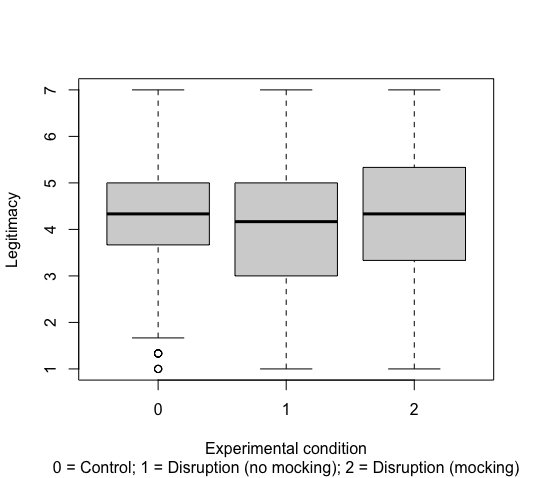 7
6
5
4
3
2
1
Legitimacy
0 1 2
Experimental condition
0 = Control; 1 = Disruption (no mocking); 2 = Disruption (mocking)